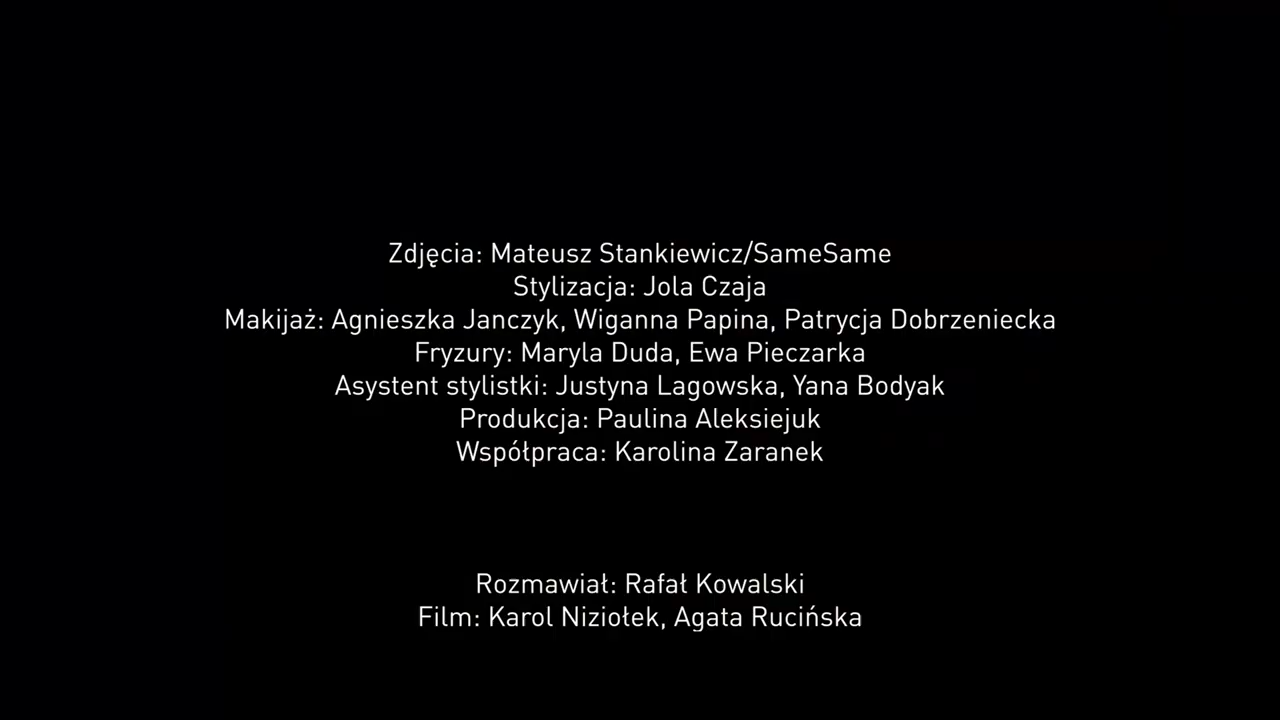 Zdjęcia: Mateusz Stankiewicz/SameSame
Stylizacja: Jola Czaja
Makijaż: Agnieszka Janczyk, Wiganna Papina, Patrycja Dobrzeniecka
Fryzury: Maryla Duda, Ewa Pieczarka
Asystent stylistki: Justyna Lagowska, Yana Bodyak
Produkcja: Paulina Aleksiejuk
Współpraca: Karolina Zaranek
Rozmawiał: Rafał Kowalski
Film: Karol Niziołek, Agata Rucińska